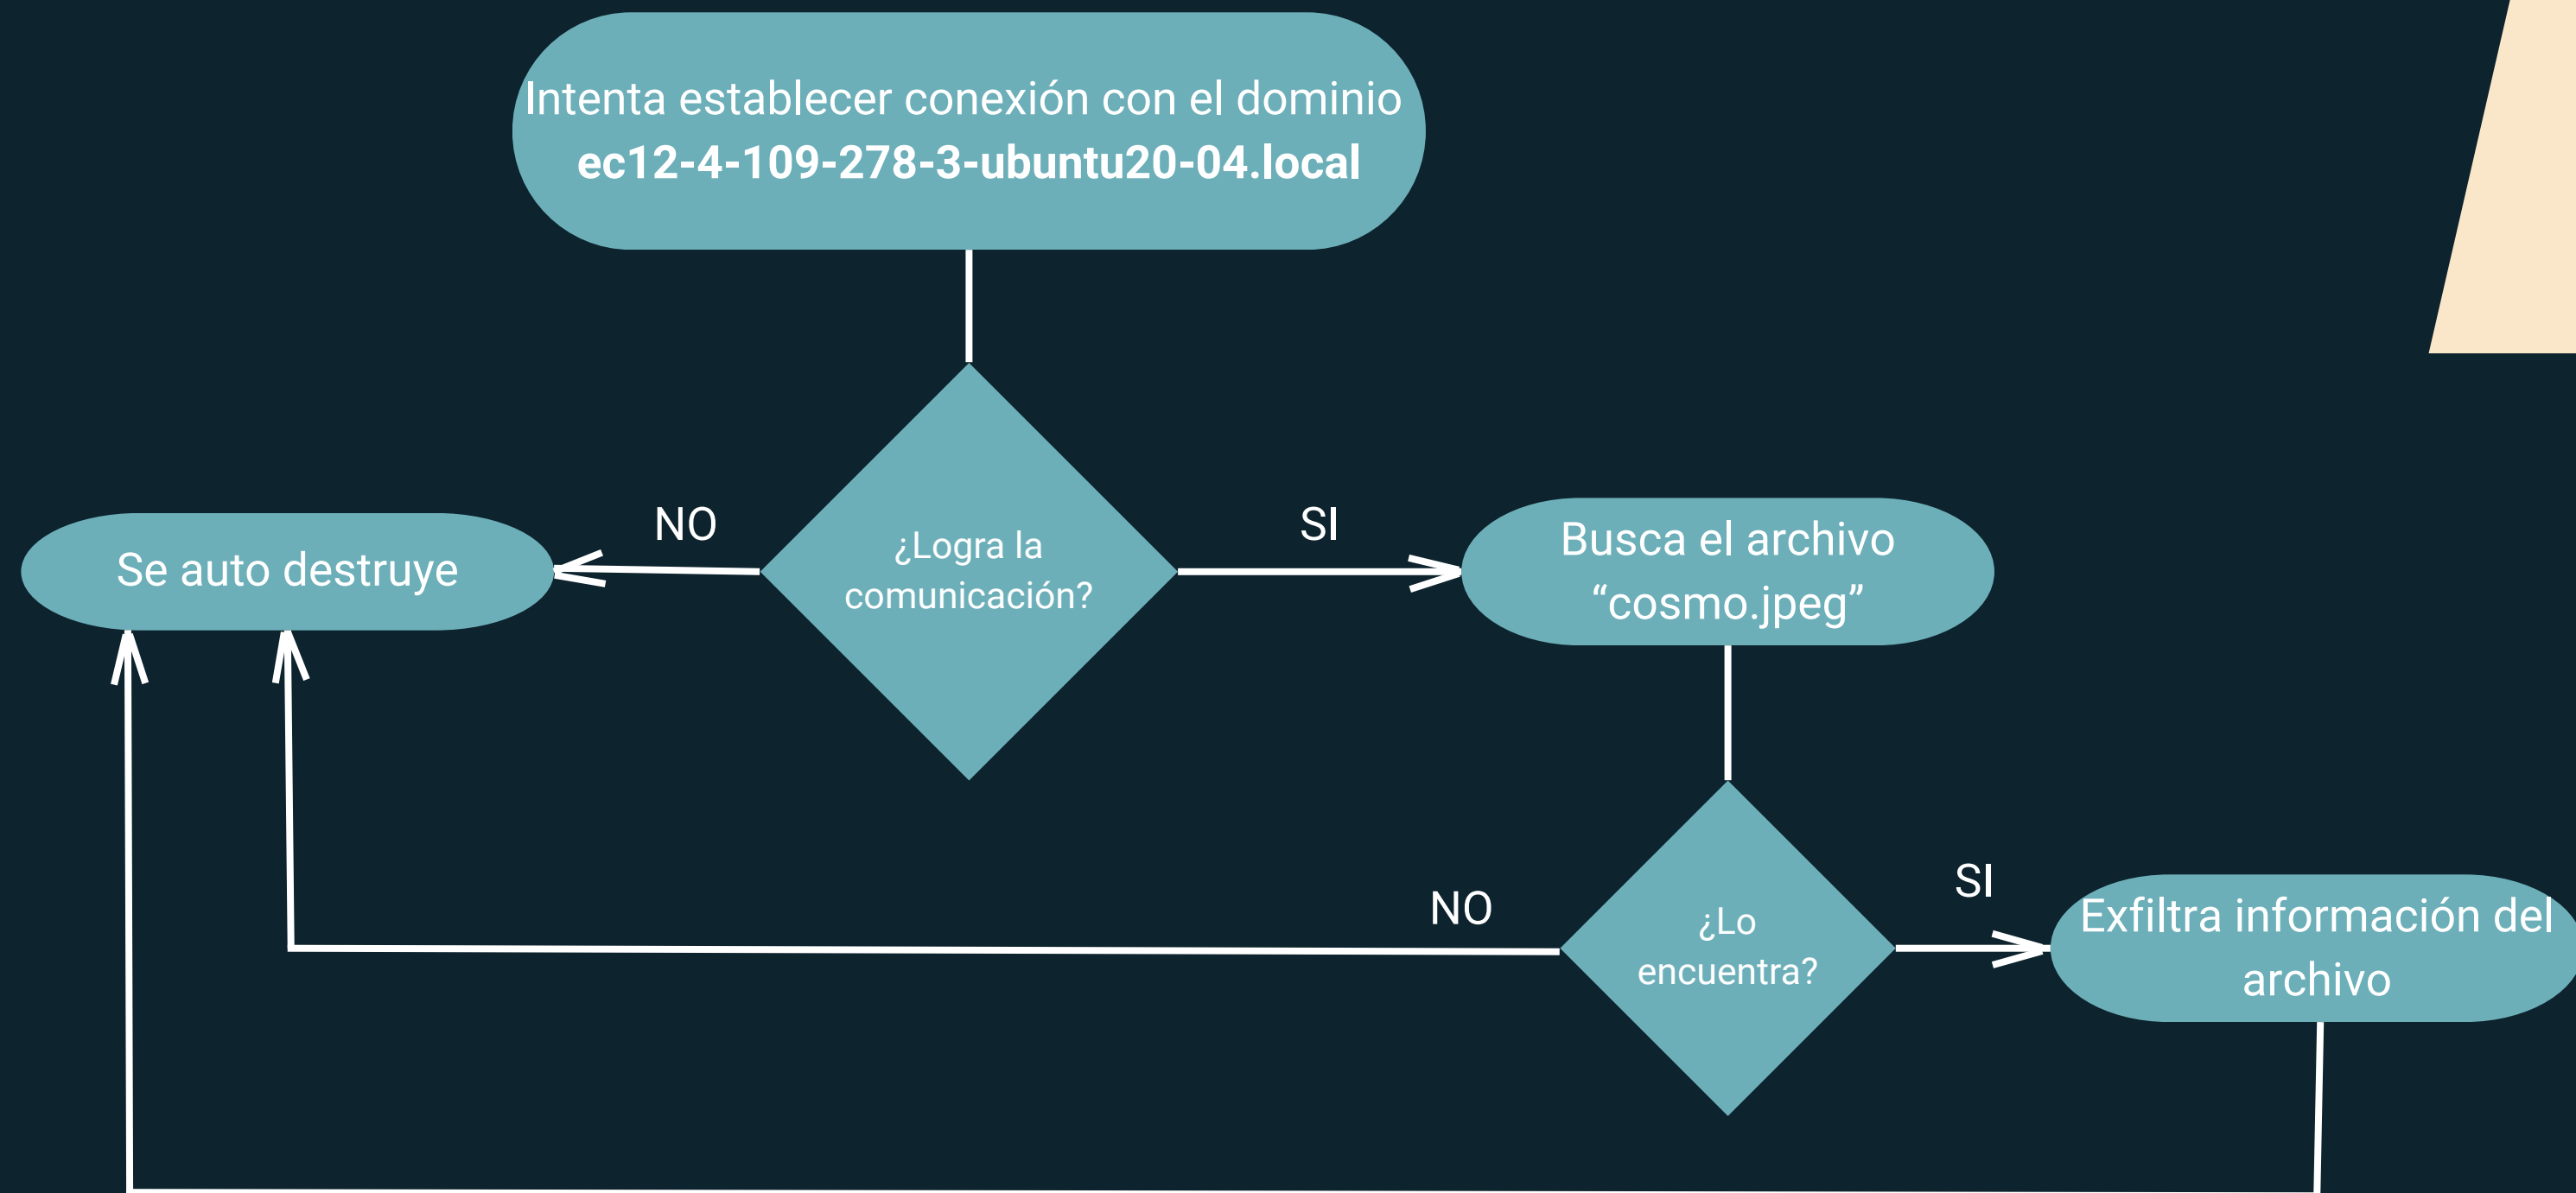 Intenta establecer conexión con el dominio
ec12-4-109-278-3-ubuntu20-04.local
NO
SI
Se auto destruye
¿Logra la
comunicación?
Busca el archivo
“cosmo.jpeg”
NO
SI
¿Lo
encuentra?
Exfiltra información del
archivo